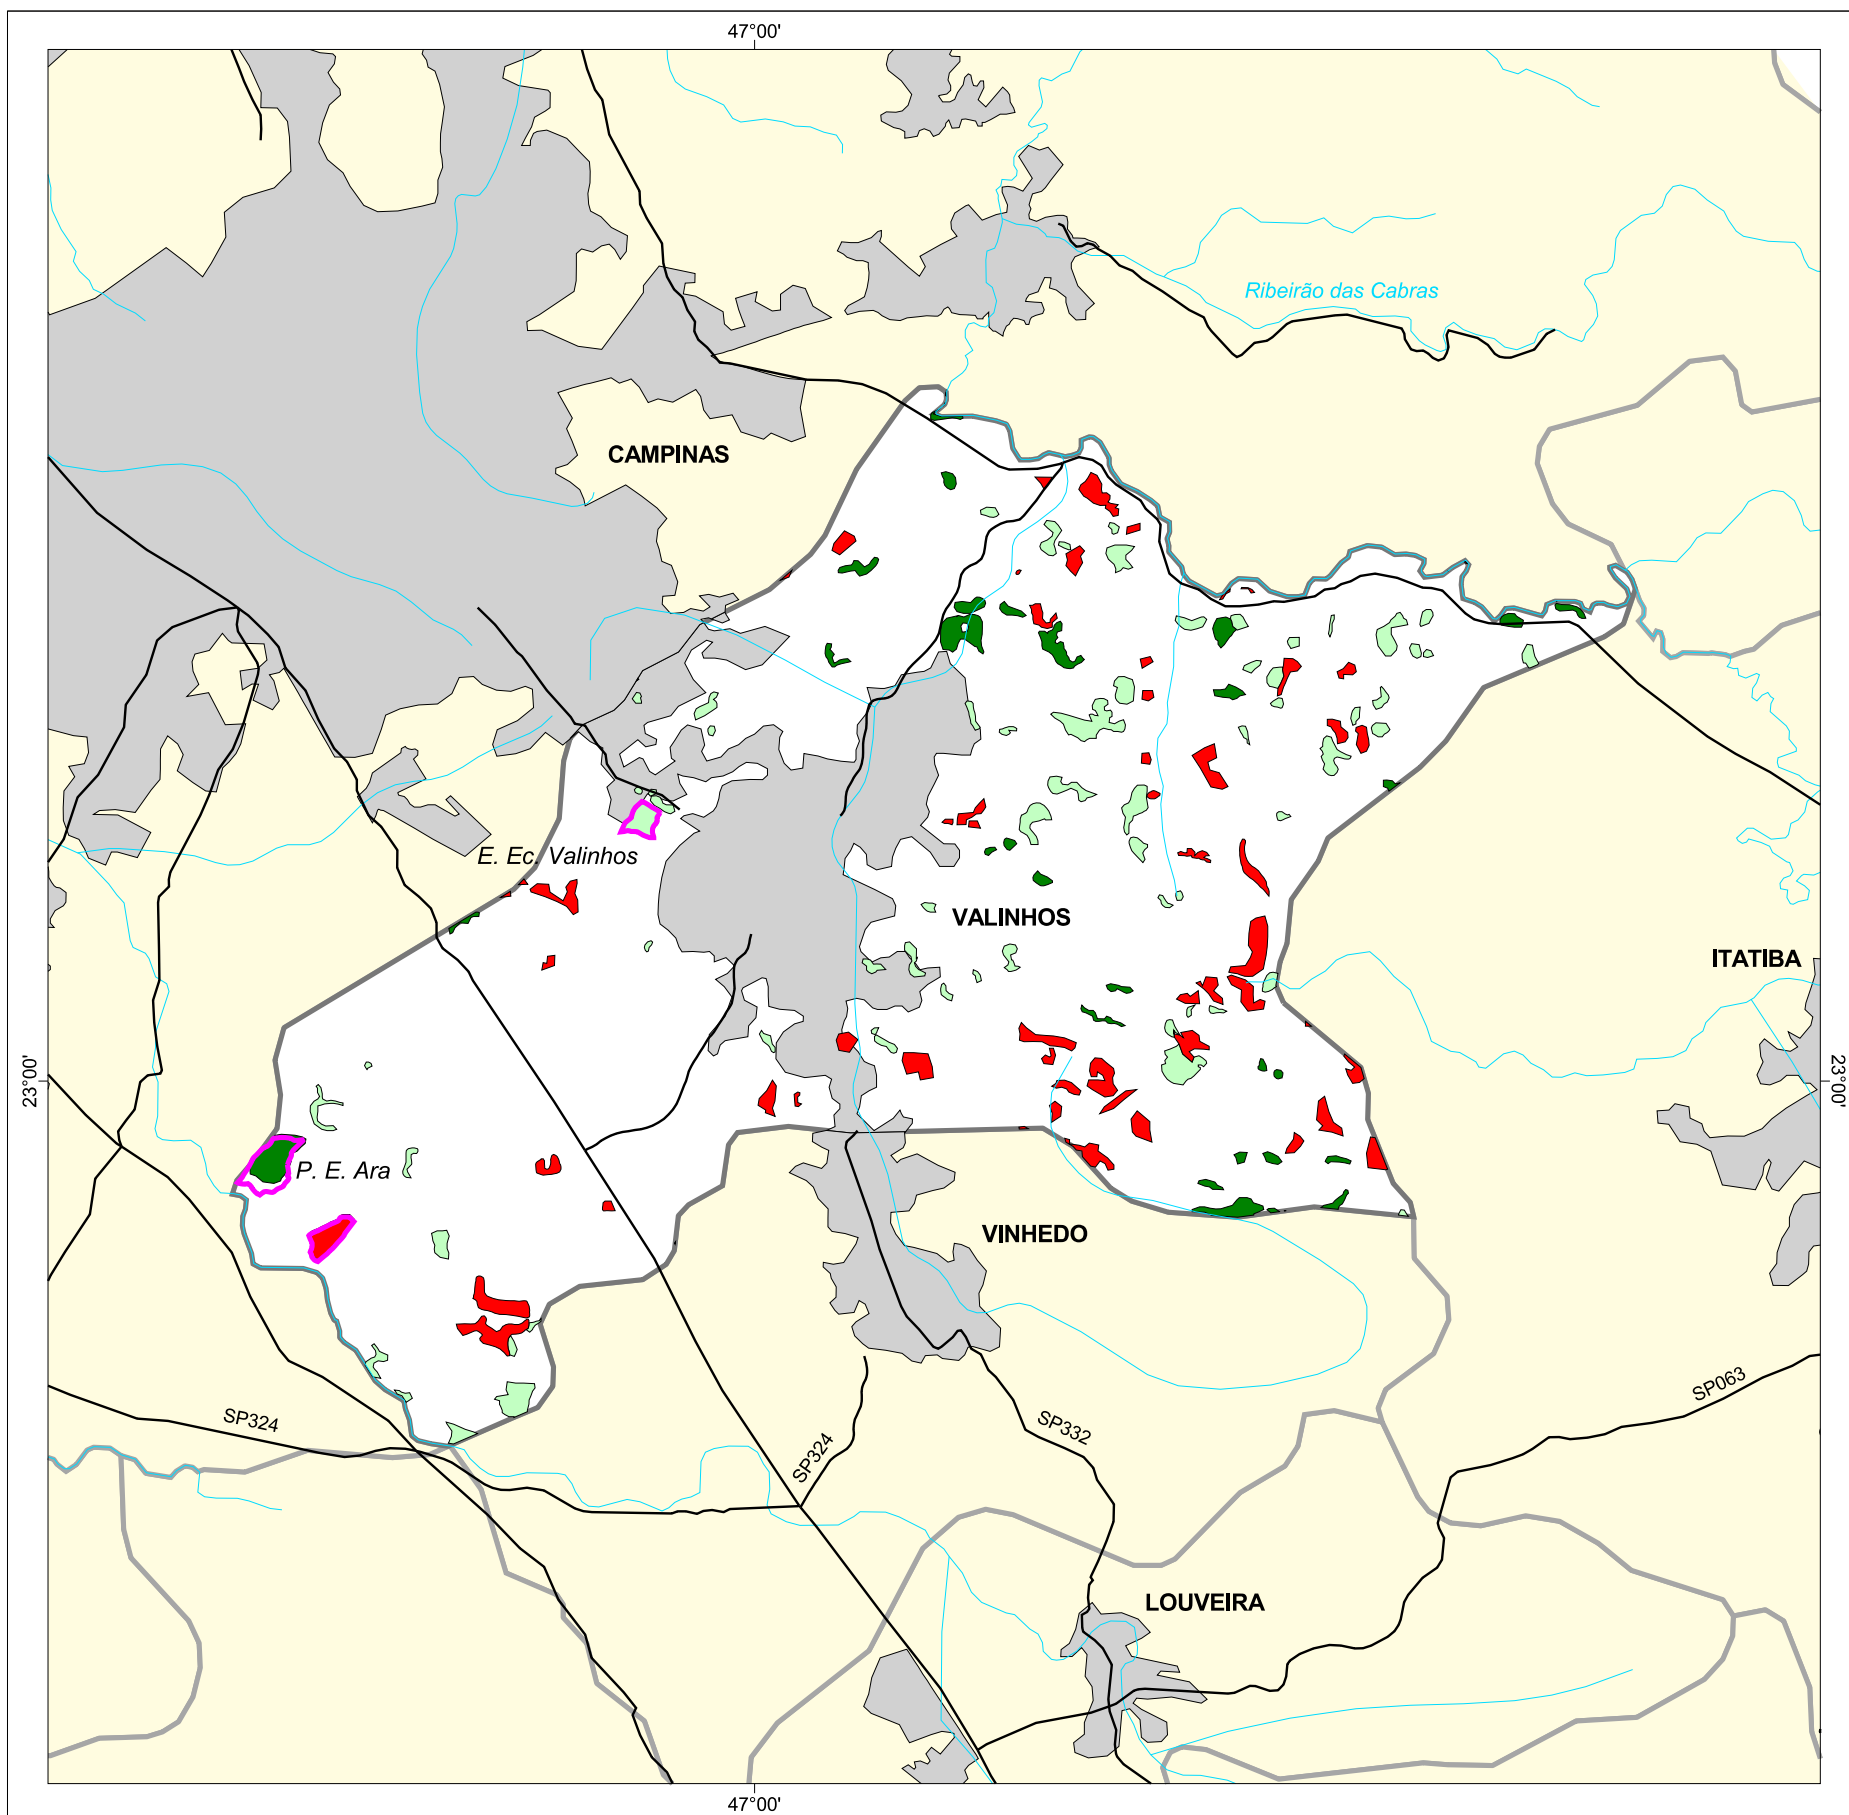 47°00'
Ribeirão das Cabras
CAMPINAS
E. Ec. Valinhos
VALINHOS
ITATIBA
23°00'
23°00'
P. E. Ara
VINHEDO
SP063
SP324
SP332
SP324
LOUVEIRA
47°00'